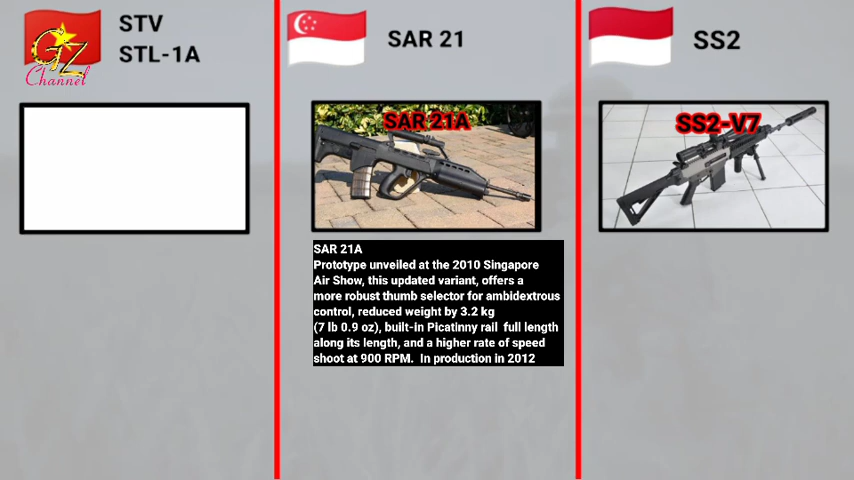 GZ
Channel
STV
STL-1A
SAR 21
SS2
SAR 21A
SS2-V7
SAR 21A
Prototype unveiled at the 2010 Singapore
Air Show, this updated variant, offers a
more robust thumb selector for ambidextrous
control, reduced weight by 3.2 kg
(7 lb 0.9 oz), built-in Picatinny rail full length
along its length, and a higher rate of speed
shoot at 900 RPM. In production in 2012